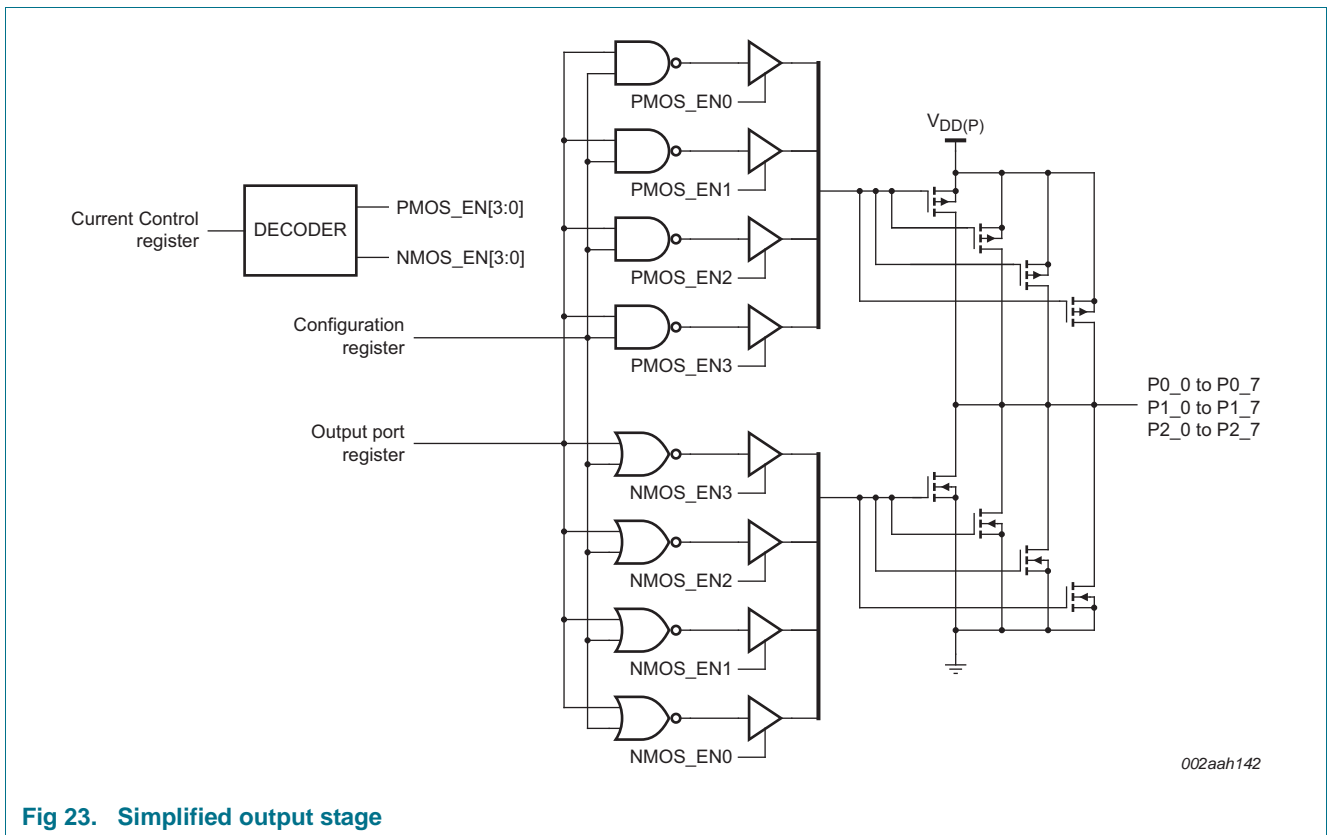 PMOS_EN0
V_DD(P)
PMOS_EN1
PMOS_EN[3:0]
Current Control
register
DECODER
NMOS_EN[3:0]
PMOS_EN2
Configuration
register
PMOS_EN3
P0_0 to P0_7
P1_0 to P1_7
P2_0 to P2_7
Output port
register
NMOS_EN3
NMOS_EN2
NMOS_EN1
NMOS_EN0
002aah142
Fig 23. Simplified output stage